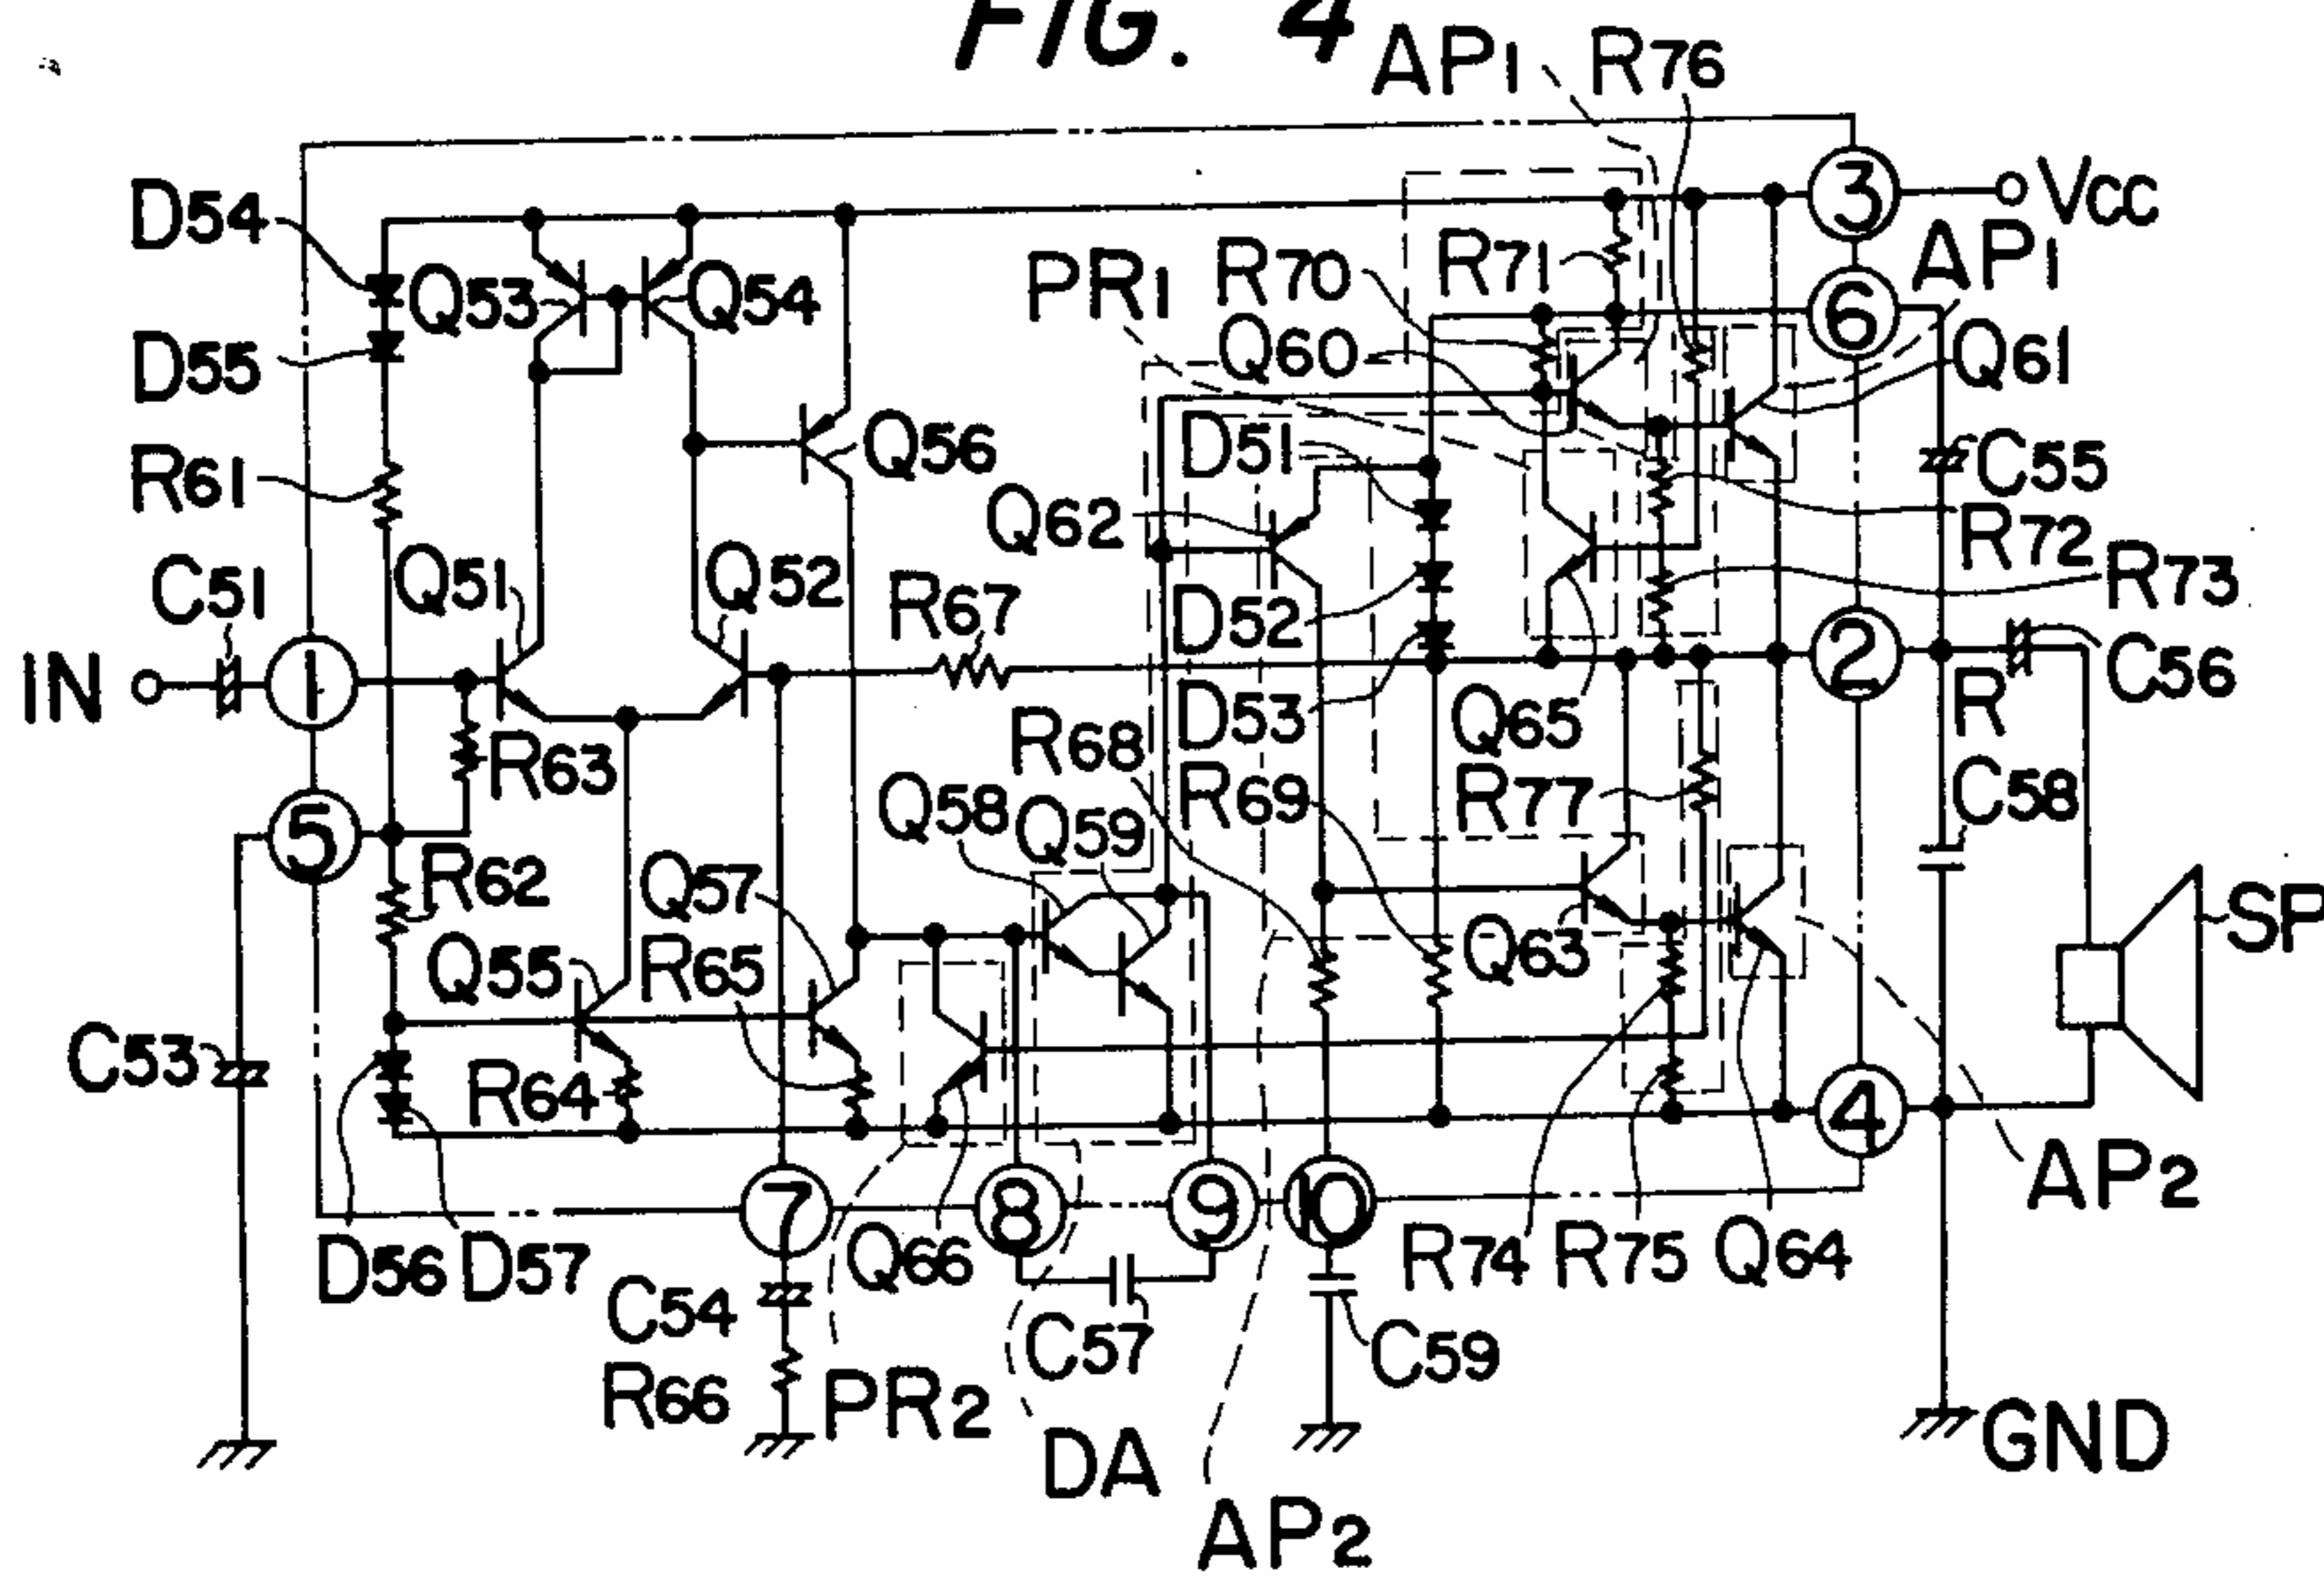 FIG. 4
AP1 R76
D54
3 VCC
AP1
Q53 Q54 PR1 R70 R71
6
D55 Q60 Q61
R61 Q56 D51 C55
Q62 R72
C51 Q51 Q52 R67 D52 R73
IN 1 2
D53 Q65 R C56
R63 R68
5 Q58 Q59 R69 R77 C58
R62 Q57
Q55 R65 Q63 SP
C53 R64
4
AP2
7 8 9 10
D56 D57 Q66 R74 R75 Q64
C54 C57 C59
R66 PR2
DA GND
AP2